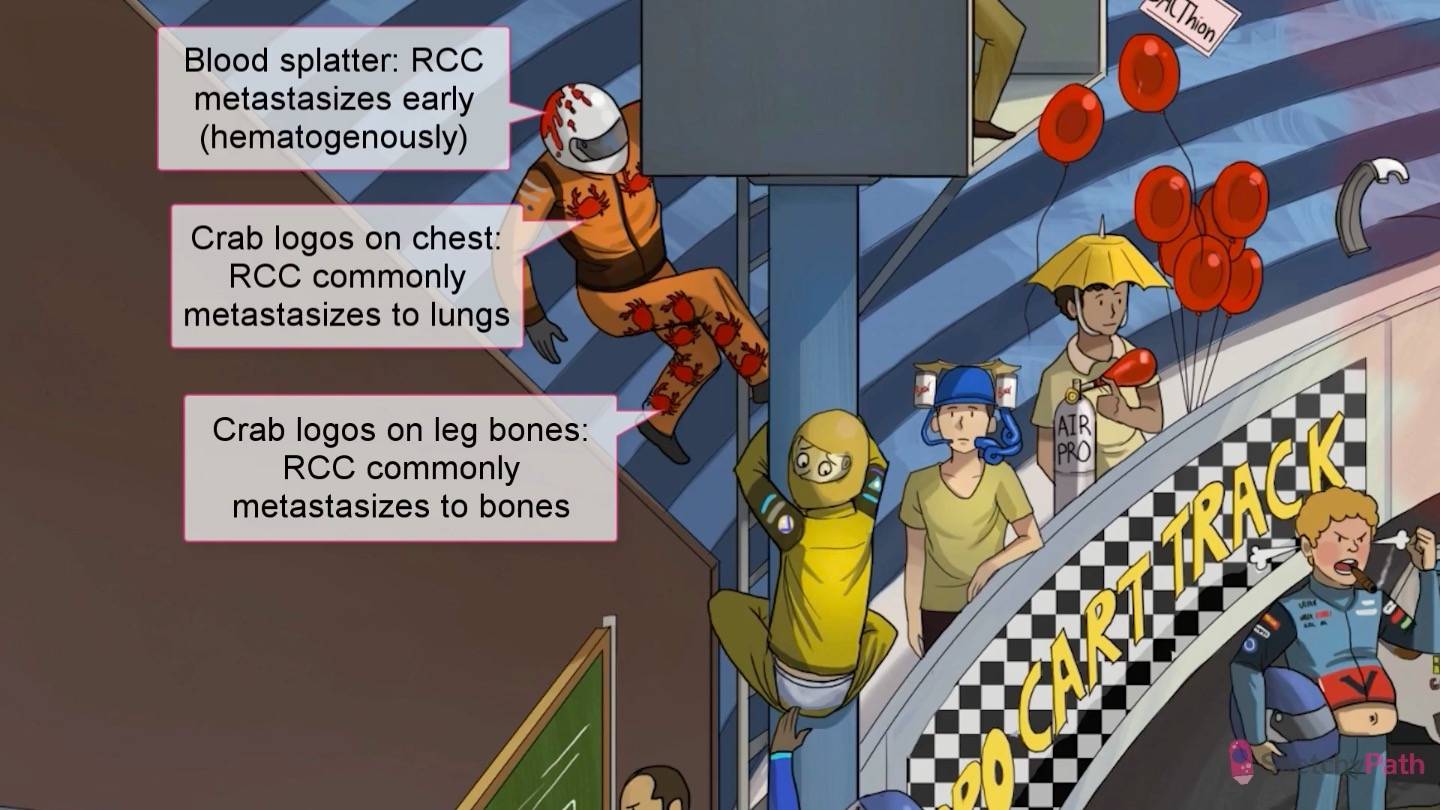 Blood splatter: RCC
metastasizes early
(hematogenously)
Crab logos on chest:
RCC commonly
metastasizes to lungs
Crab logos on leg bones:
RCC commonly
metastasizes to bones
AIR
PRO
CART TRACK
V